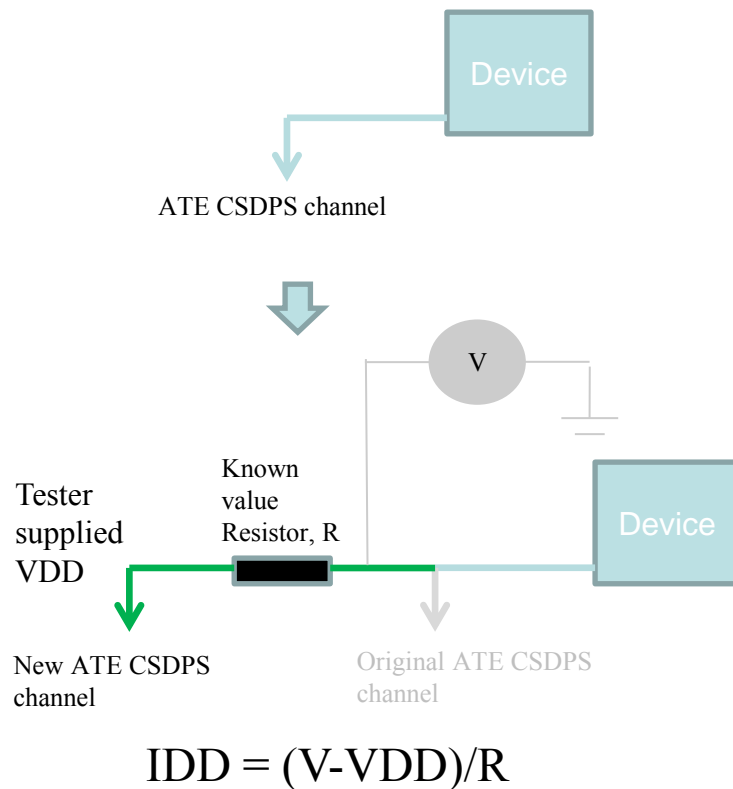 Device
ATE CSDPS channel
V
Known
value
Resistor, R
Tester
supplied
VDD
Device
New ATE CSDPS
channel
Original ATE CSDPS
channel
IDD = (V-VDD)/R